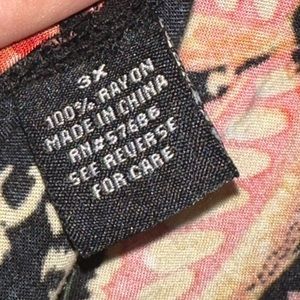 3X
100% RAYON
MADE IN CHINA
RN#57686
SEE REVERSE
FOR CARE